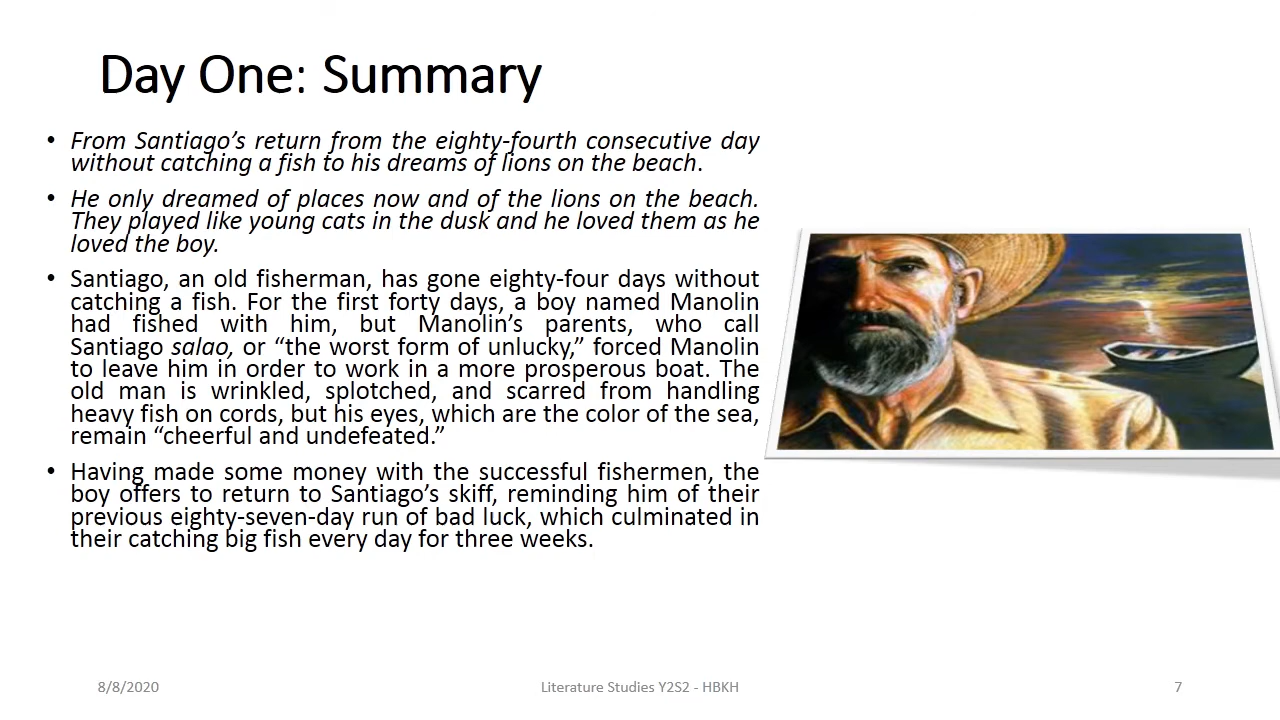 Day One: Summary
• From Santiago’s return from the eighty-fourth consecutive day
without catching a fish to his dreams of lions on the beach.
• He only dreamed of places now and of the lions on the beach.
They played like young cats in the dusk and he loved them as he
loved the boy.
• Santiago, an old fisherman, has gone eighty-four days without
catching a fish. For the first forty days, a boy named Manolin
had fished with him, but Manolin’s parents, who call
Santiago salao, or “the worst form of unlucky,” forced Manolin
to leave him in order to work in a more prosperous boat. The
old man is wrinkled, splotched, and scarred from handling
heavy fish on cords, but his eyes, which are the color of the sea,
remain “cheerful and undefeated.”
• Having made some money with the successful fishermen, the
boy offers to return to Santiago’s skiff, reminding him of their
previous eighty-seven-day run of bad luck, which culminated in
their catching big fish every day for three weeks.
8/8/2020
Literature Studies Y2S2 - HBKH
7